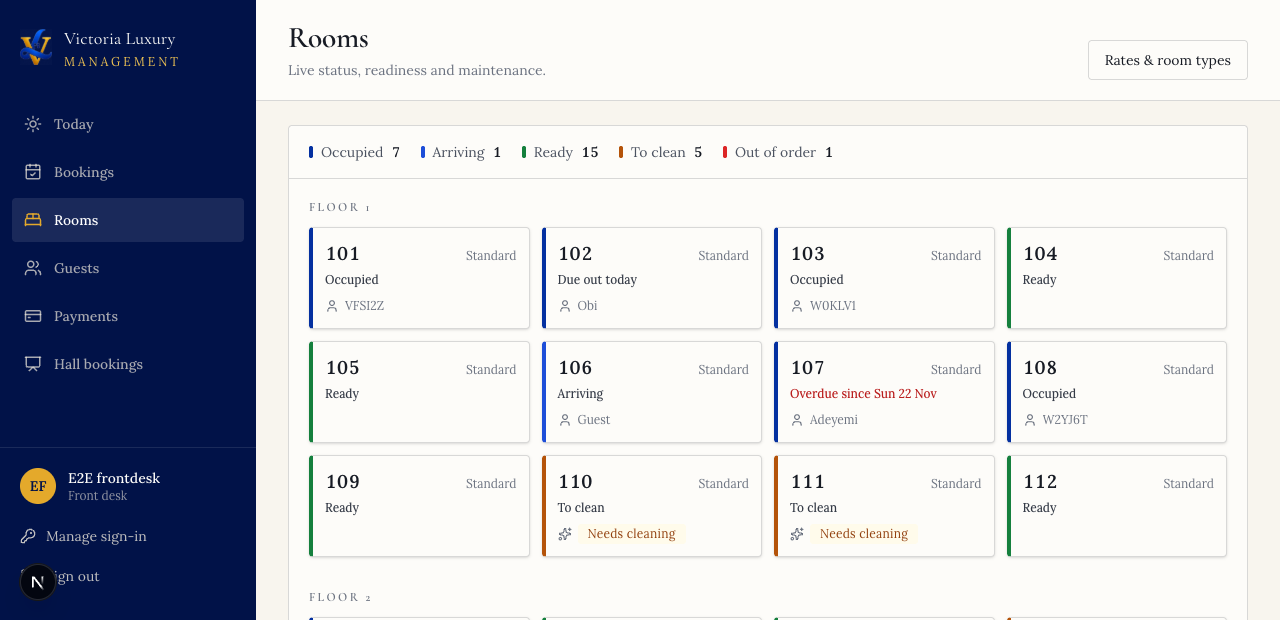 Victoria Luxury
MANAGEMENT
Today
Bookings
Rooms
Guests
Payments
Hall bookings
E2E frontdesk
EF
Front desk
Manage sign-in
ign out
N
Rooms
Live status, readiness and maintenance.
Rates & room types
Occupied 7 Arriving 1 Ready 15 To clean 5 Out of order 1
FLOOR 1
101 Standard
Occupied
VFSI2Z
102 Standard
Due out today
Obi
103 Standard
Occupied
W0KLV1
104 Standard
Ready
105 Standard
Ready
106 Standard
Arriving
Guest
107 Standard
Overdue since Sun 22 Nov
Adeyemi
108 Standard
Occupied
W2YJ6T
109 Standard
Ready
110 Standard
To clean
Needs cleaning
111 Standard
To clean
Needs cleaning
112 Standard
Ready
FLOOR 2